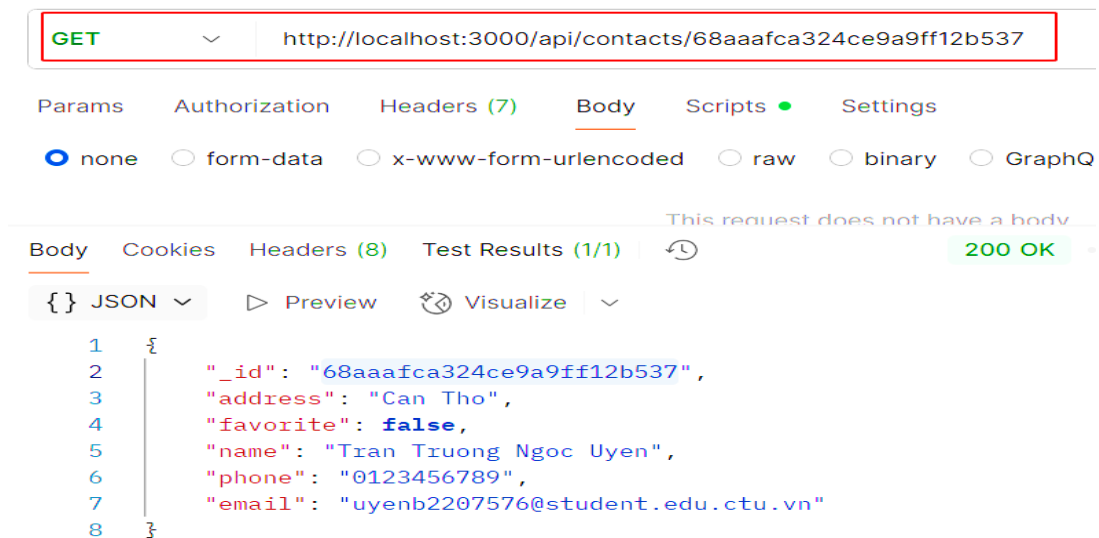 GET http://localhost:3000/api/contacts/68aaafca324ce9a9ff12b537
Params Authorization Headers (7) Body Scripts Settings
none form-data x-www-form-urlencoded raw binary GraphQ
This request does not have a body
Body Cookies Headers (8) Test Results (1/1) 200 OK
{} JSON Preview Visualize
1 {
2 "_id": "68aaafca324ce9a9ff12b537",
3 "address": "Can Tho",
4 "favorite": false,
5 "name": "Tran Truong Ngoc Uyen",
6 "phone": "0123456789",
7 "email": "uyenb2207576@student.edu.ctu.vn"
8 }